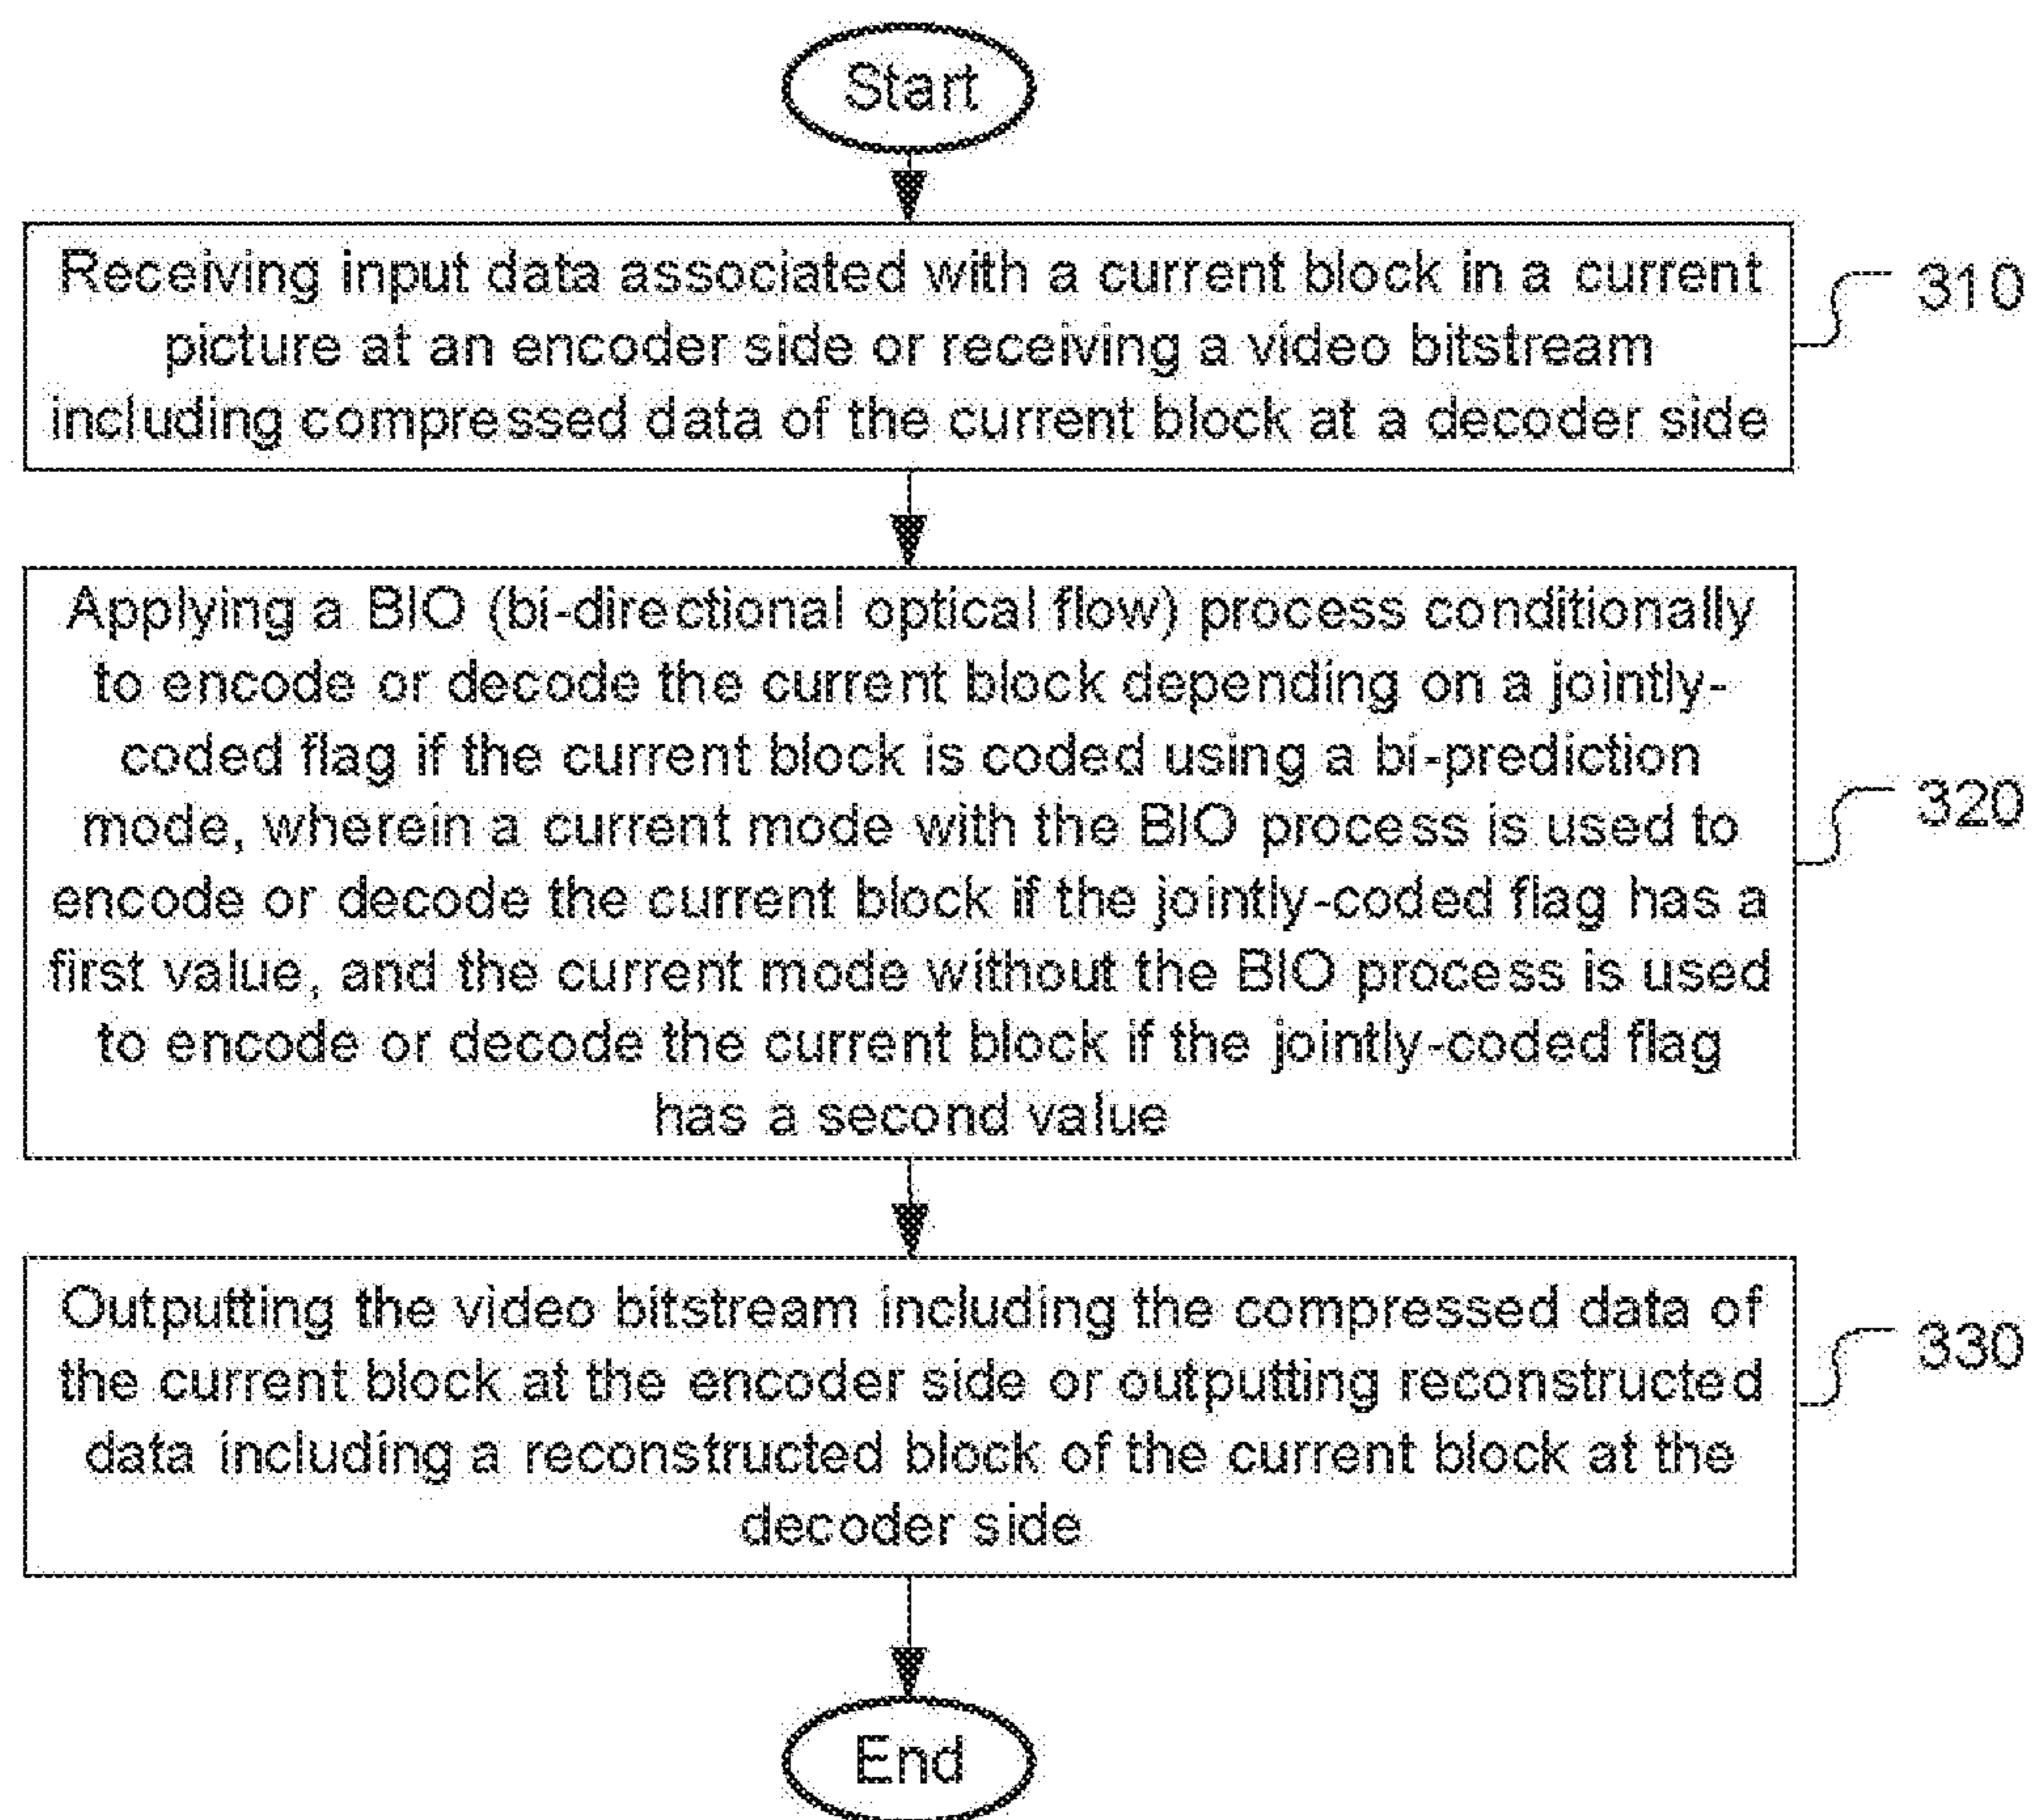 Start
Receiving input data associated with a current block in a current
picture at an encoder side or receiving a video bitstream
including compressed data of the current block at a decoder side
310
Applying a BIO (bi-directional optical flow) process conditionally
to encode or decode the current block depending on a jointly-
coded flag if the current block is coded using a bi-prediction
mode, wherein a current mode with the BIO process is used to
encode or decode the current block if the jointly-coded flag has a
first value, and the current mode without the BIO process is used
to encode or decode the current block if the jointly-coded flag
has a second value
320
Outputting the video bitstream including the compressed data of
the current block at the encoder side or outputting reconstructed
data including a reconstructed block of the current block at the
decoder side
330
End